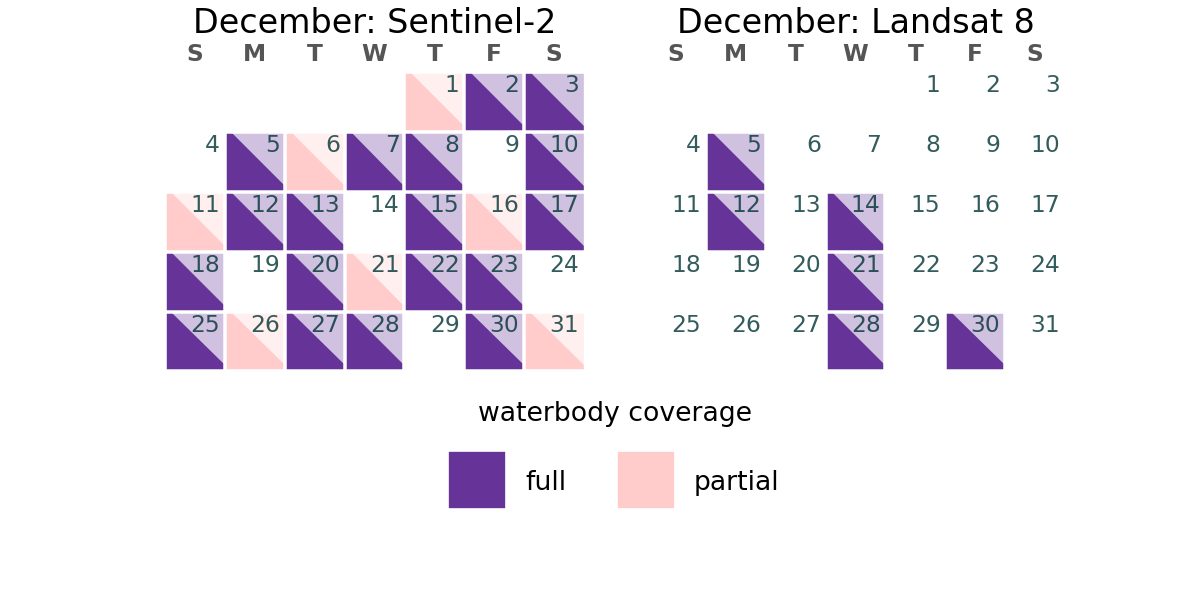 December: Sentinel-2
S M T W T F S
1 2 3
4 5 6 7 8 9 10
11 12 13 14 15 16 17
18 19 20 21 22 23 24
25 26 27 28 29 30 31
December: Landsat 8
S M T W T F S
1 2 3
4 5 6 7 8 9 10
11 12 13 14 15 16 17
18 19 20 21 22 23 24
25 26 27 28 29 30 31
waterbody coverage
full partial